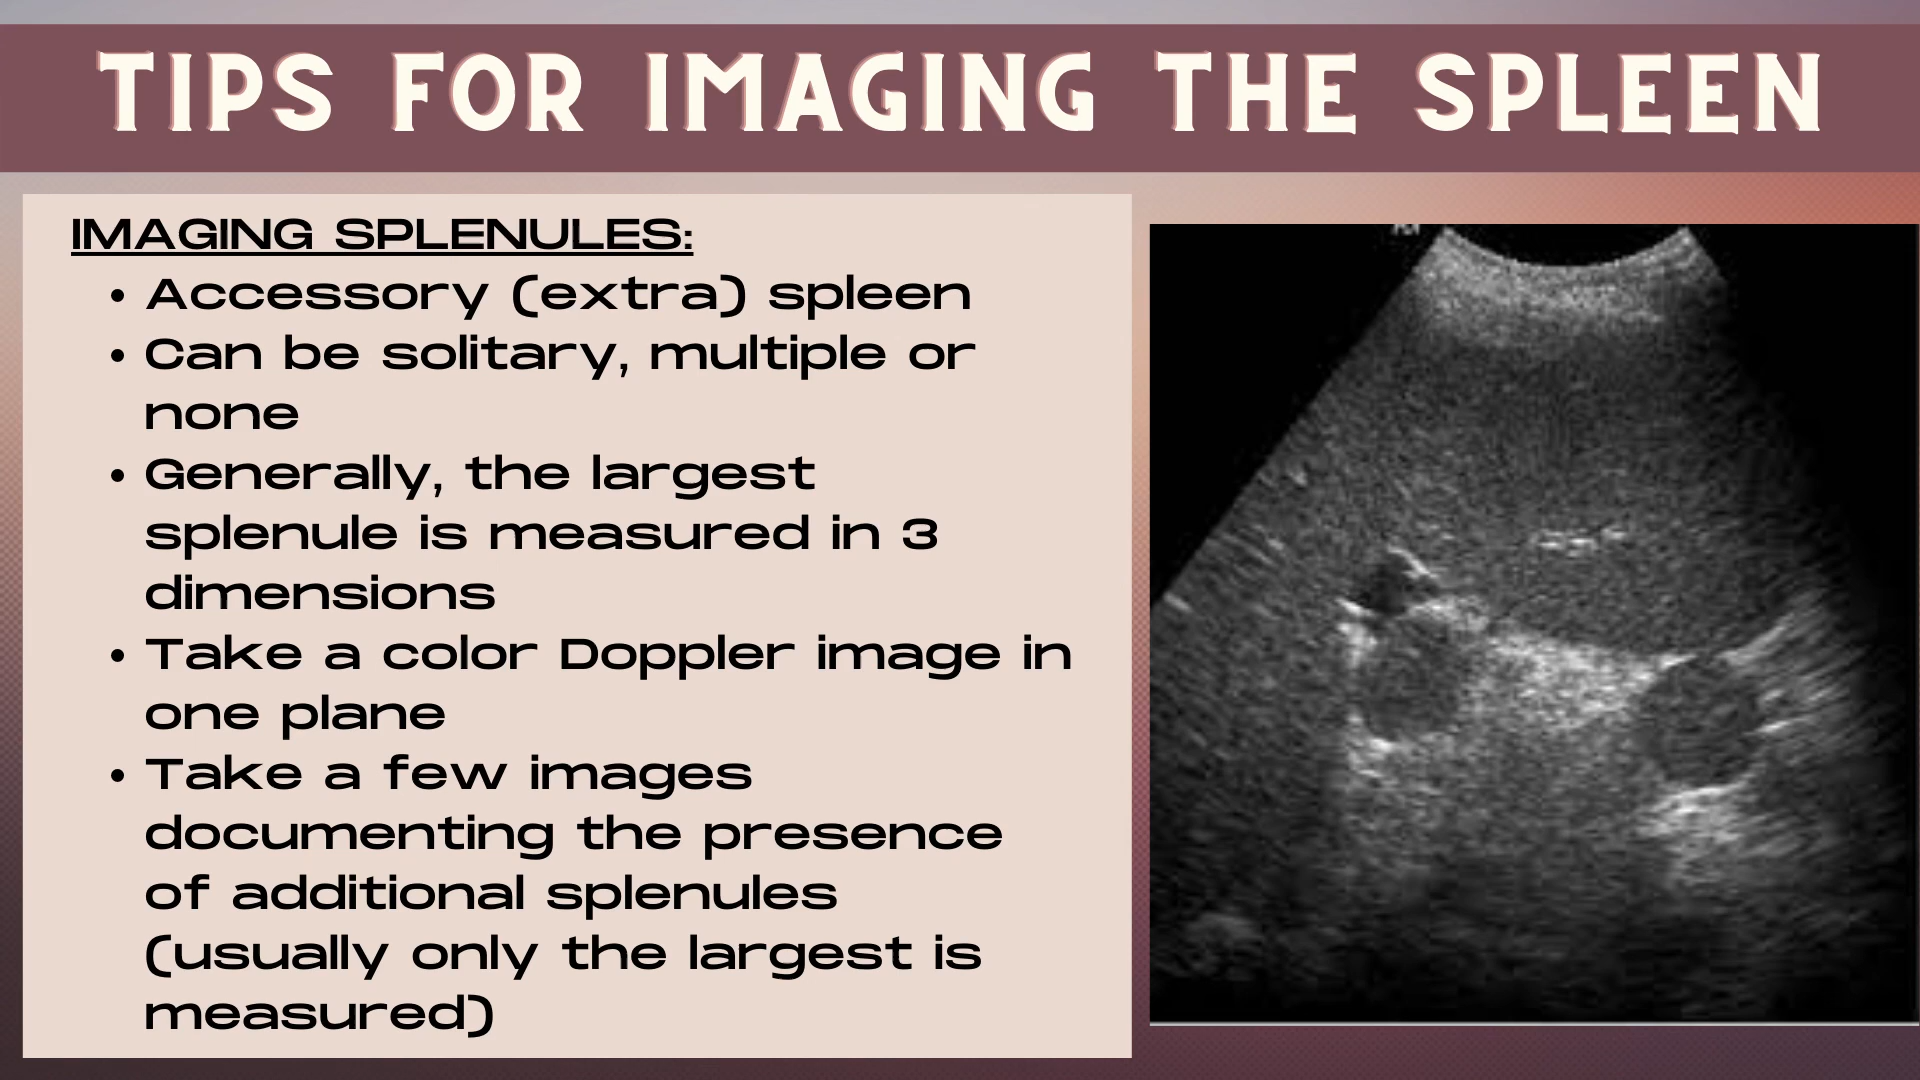 TIPS FOR IMAGING THE SPLEEN
IMAGING SPLENULES:
• Accessory (extra) spleen
• Can be solitary, multiple or
none
• Generally, the largest
splenule is measured in 3
dimensions
• Take a color Doppler image in
one plane
• Take a few images
documenting the presence
of additional splenules
(usually only the largest is
measured)